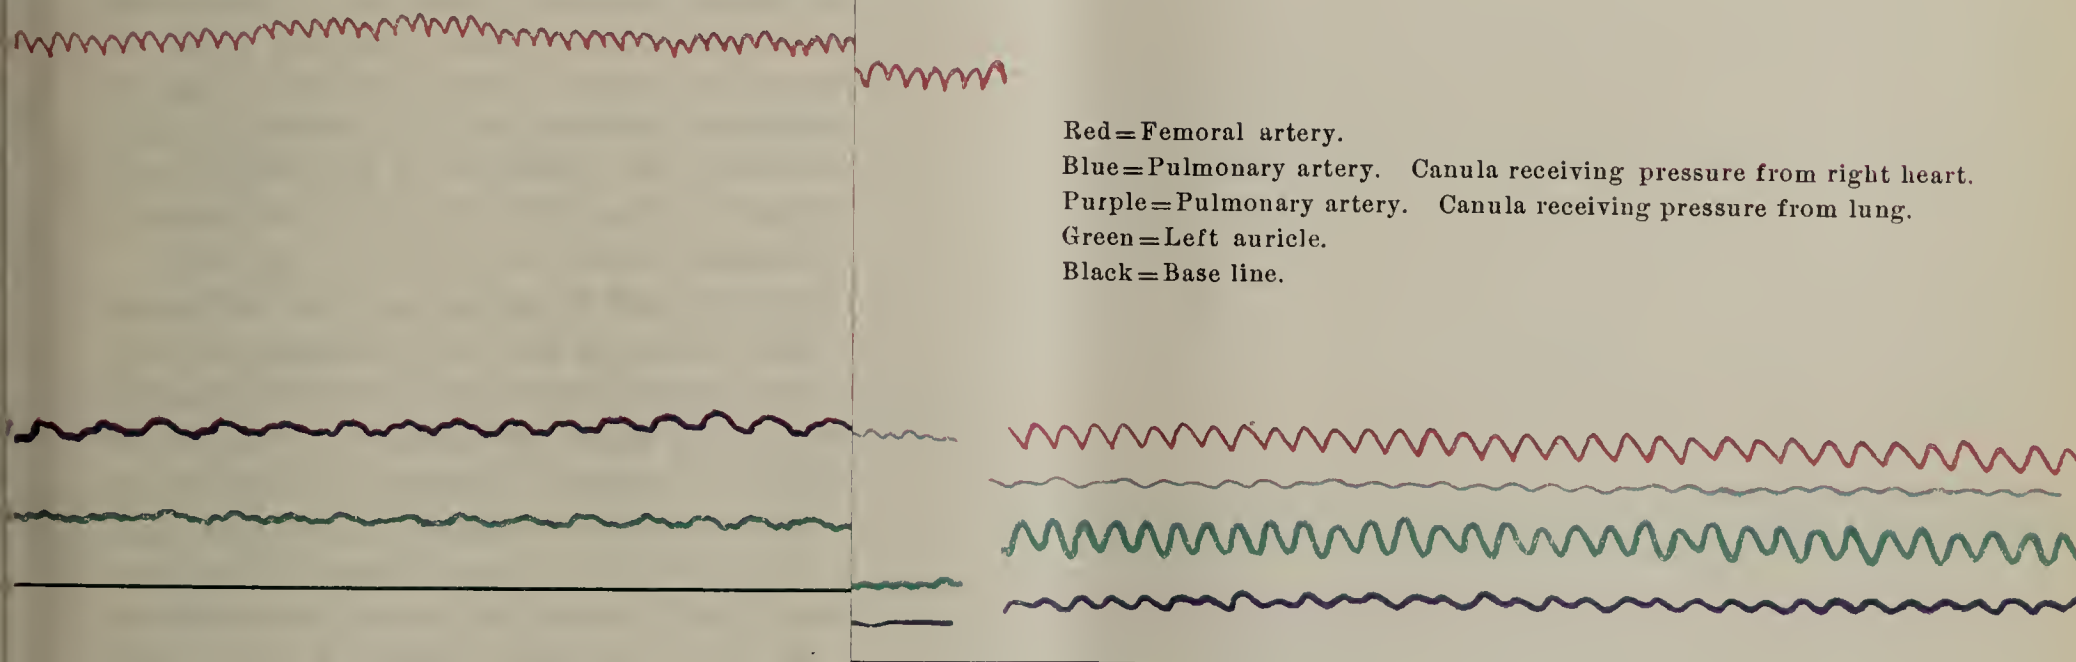 Red=Femoral artery.
Blue=Pulmonary artery. Canula receiving pressure from right heart.
Purple=Pulmonary artery. Canula receiving pressure from lung.
Green=Left auricle.
Black=Base line.